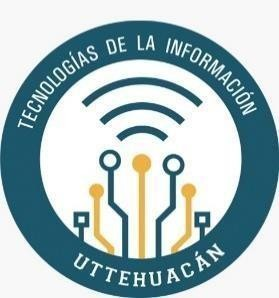 TECNOLOGÍAS DE LA INFORMACIÓN
UTTEHUACÁN